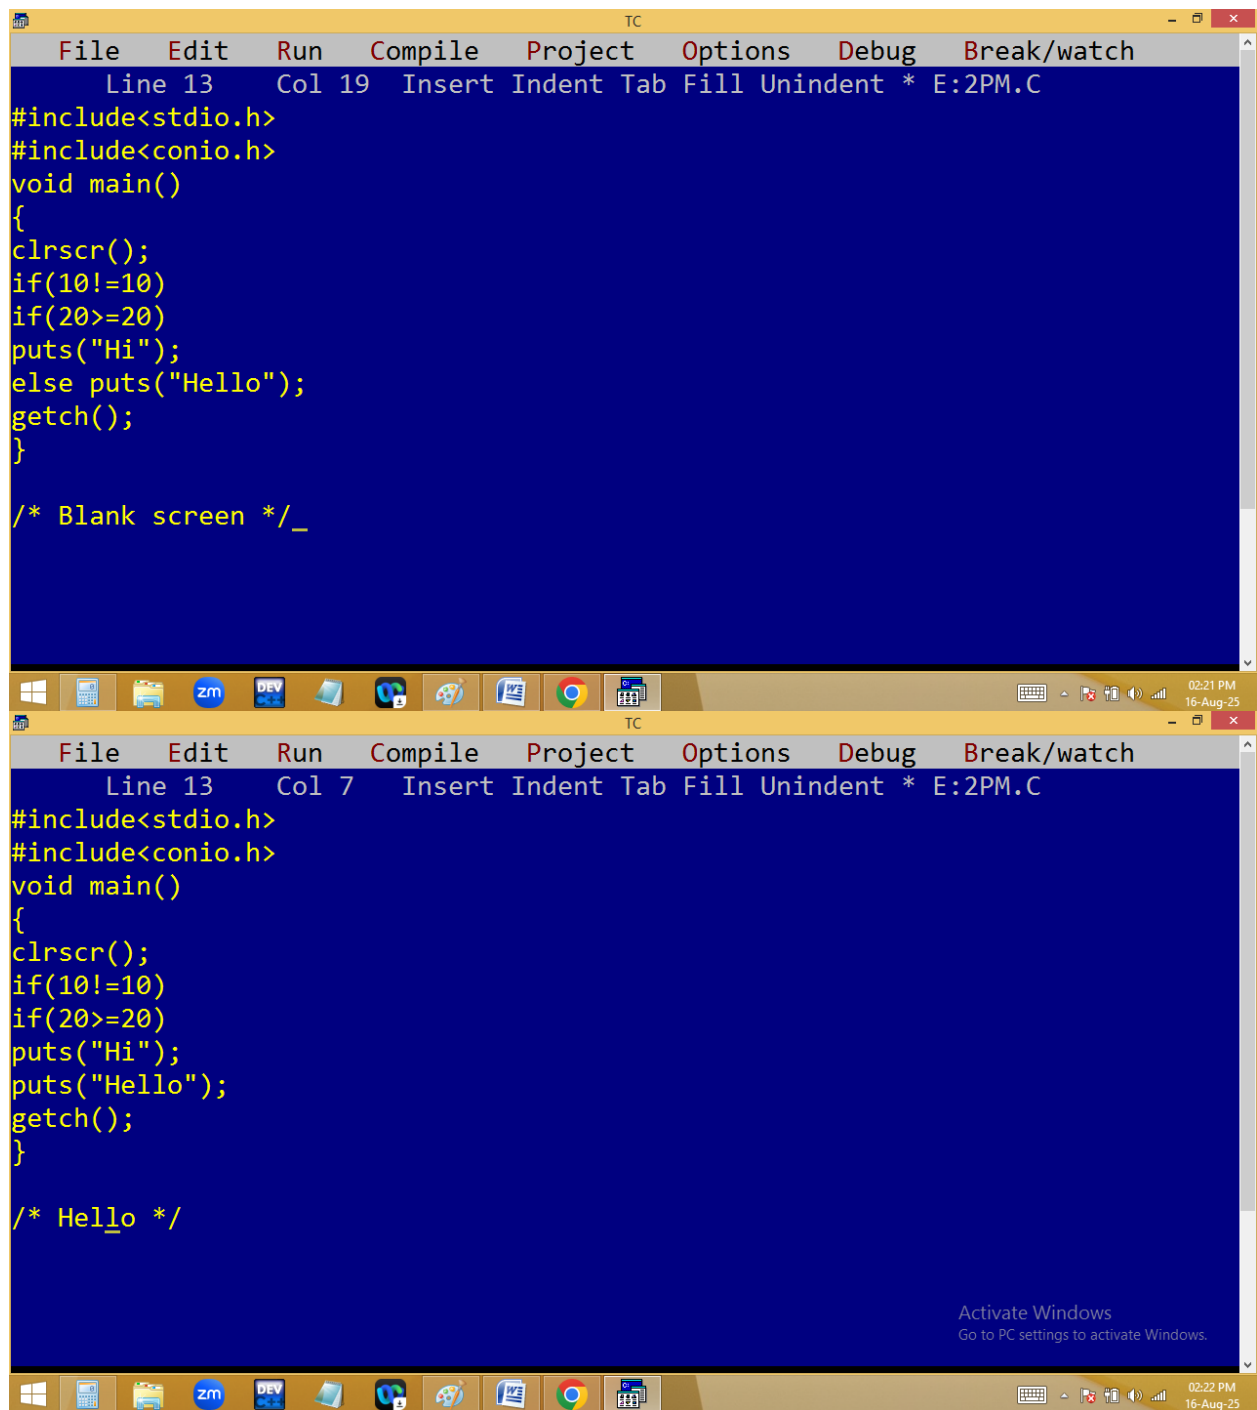 TC
File Edit Run Compile Project Options Debug Break/watch
Line 13 Col 19 Insert Indent Tab Fill Unindent * E:2PM.C
#include<stdio.h>
#include<conio.h>
void main()
{
clrscr();
if(10!=10)
if(20>=20)
puts("Hi");
else puts("Hello");
getch();
}
/* Blank screen */_
zm DEV C++ W
02:21 PM
16-Aug-25
TC
File Edit Run Compile Project Options Debug Break/watch
Line 13 Col 7 Insert Indent Tab Fill Unindent * E:2PM.C
#include<stdio.h>
#include<conio.h>
void main()
{
clrscr();
if(10!=10)
if(20>=20)
puts("Hi");
puts("Hello");
getch();
}
/* Hello */
Activate Windows
Go to PC settings to activate Windows.
zm DEV C++ W
02:22 PM
16-Aug-25